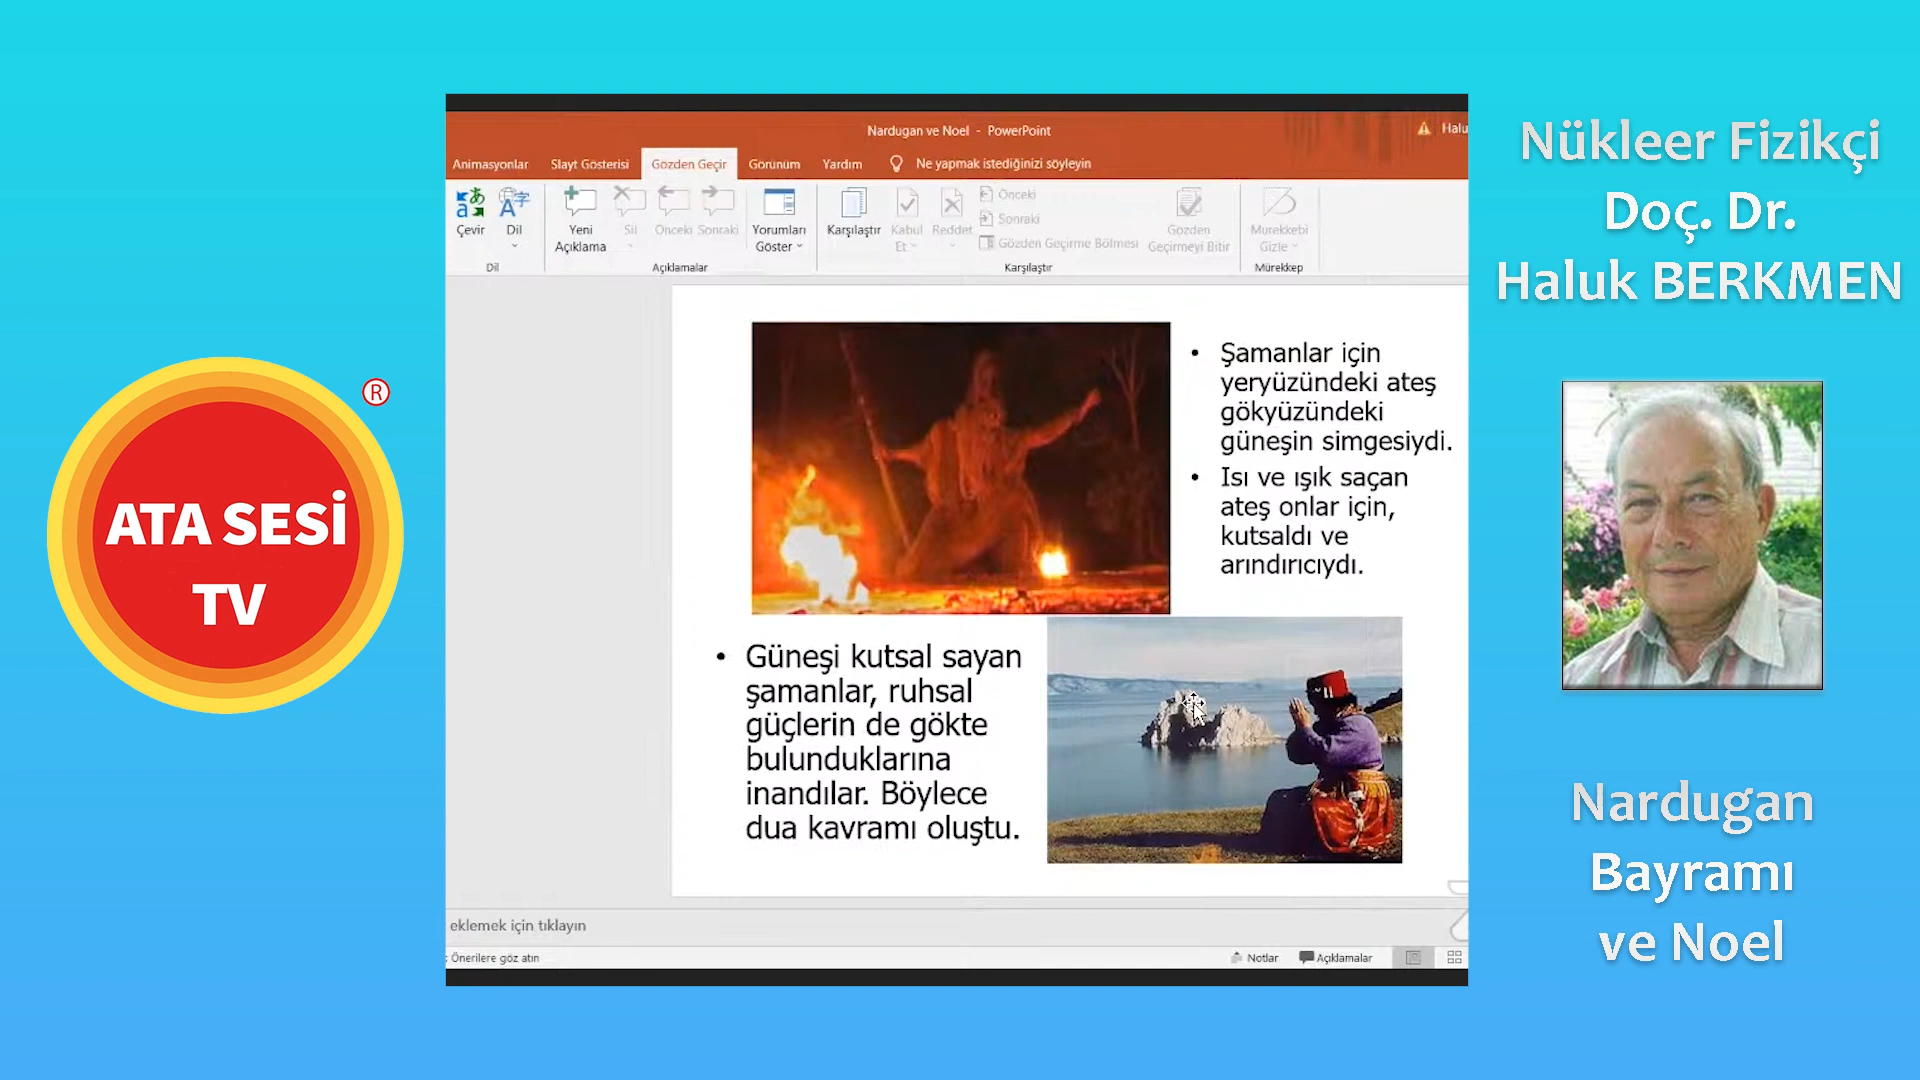 ATA SESİ
TV
®
Nardugan ve Noel - PowerPoint
Halu
Animasyonlar Slayt Gösterisi Gözden Geçir Görünüm Yardım Ne yapmak istediğinizi söyleyin
Çevir Dil Yeni Açıklama Sil Önceki Sonraki Yorumları Göster Karşılaştır Kabul Et Reddet
Önceki
Sonraki
Gözden Geçirme Bölmesi
Gözden Geçirmeyi Bitir
Mürekkebi Gizle
Dil Açıklamalar Karşılaştır Mürekkep
• Şamanlar için
yeryüzündeki ateş
gökyüzündeki
güneşin simgesiydi.
• Isı ve ışık saçan
ateş onlar için,
kutsaldı ve
arındırıcıydı.
• Güneşi kutsal sayan
şamanlar, ruhsal
güçlerin de gökte
bulunduklarına
inandılar. Böylece
dua kavramı oluştu.
eklemek için tıklayın
: Önerilere göz atın
Notlar Açıklamalar
Nükleer Fizikçi
Doç. Dr.
Haluk BERKMEN
Nardugan
Bayramı
ve Noel